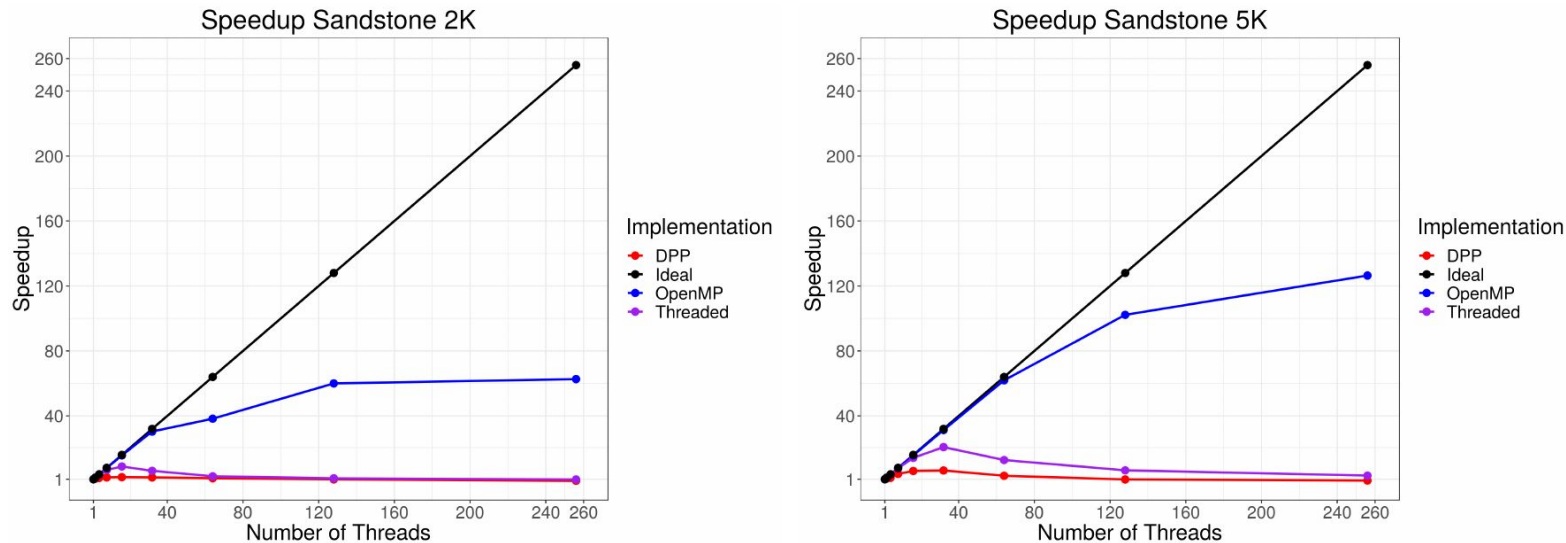 Speedup Sandstone 2K
260
240
200
160
120
80
40
1
Speedup
1 40 80 120 160 200 240 260
Number of Threads
Implementation
DPP
Ideal
OpenMP
Threaded
Speedup Sandstone 5K
260
240
200
160
120
80
40
1
Speedup
1 40 80 120 160 200 240 260
Number of Threads
Implementation
DPP
Ideal
OpenMP
Threaded